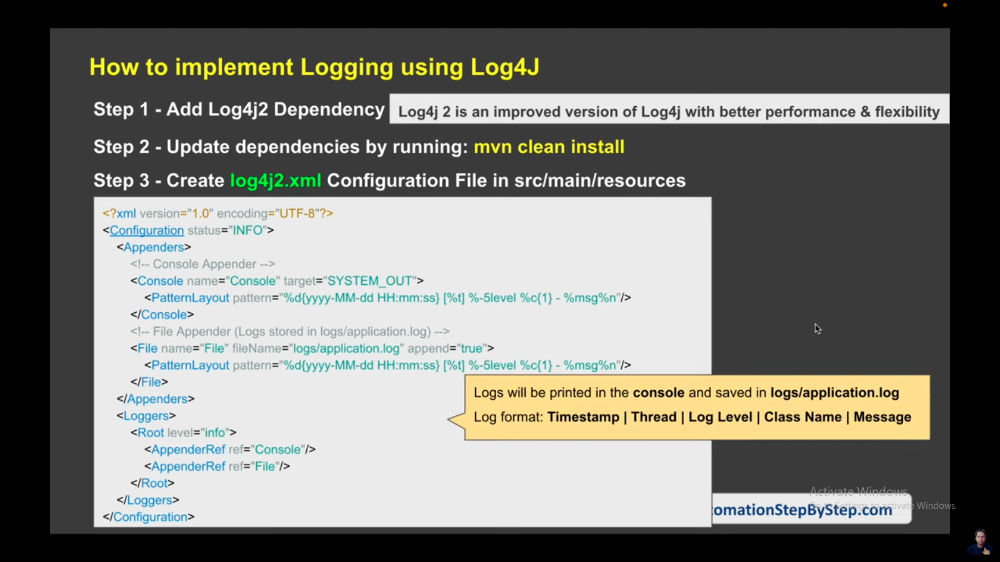 How to implement Logging using Log4J
Step 1 - Add Log4j2 Dependency
Log4j 2 is an improved version of Log4j with better performance & flexibility
Step 2 - Update dependencies by running: mvn clean install
Step 3 - Create log4j2.xml Configuration File in src/main/resources
<?xml version="1.0" encoding="UTF-8"?>
<Configuration status="INFO">
<Appenders>
<!-- Console Appender -->
<Console name="Console" target="SYSTEM_OUT">
<PatternLayout pattern="%d{yyyy-MM-dd HH:mm:ss} [%t] %-5level %c{1} - %msg%n"/>
</Console>
<!-- File Appender (Logs stored in logs/application.log) -->
<File name="File" fileName="logs/application.log" append="true">
<PatternLayout pattern="%d{yyyy-MM-dd HH:mm:ss} [%t] %-5level %c{1} - %msg%n"/>
</File>
</Appenders>
<Loggers>
<Root level="info">
<AppenderRef ref="Console"/>
<AppenderRef ref="File"/>
</Root>
</Loggers>
</Configuration>
Logs will be printed in the console and saved in logs/application.log
Log format: Timestamp | Thread | Log Level | Class Name | Message
Activate Windows
Go to Settings to activate Windows.
omationStepByStep.com